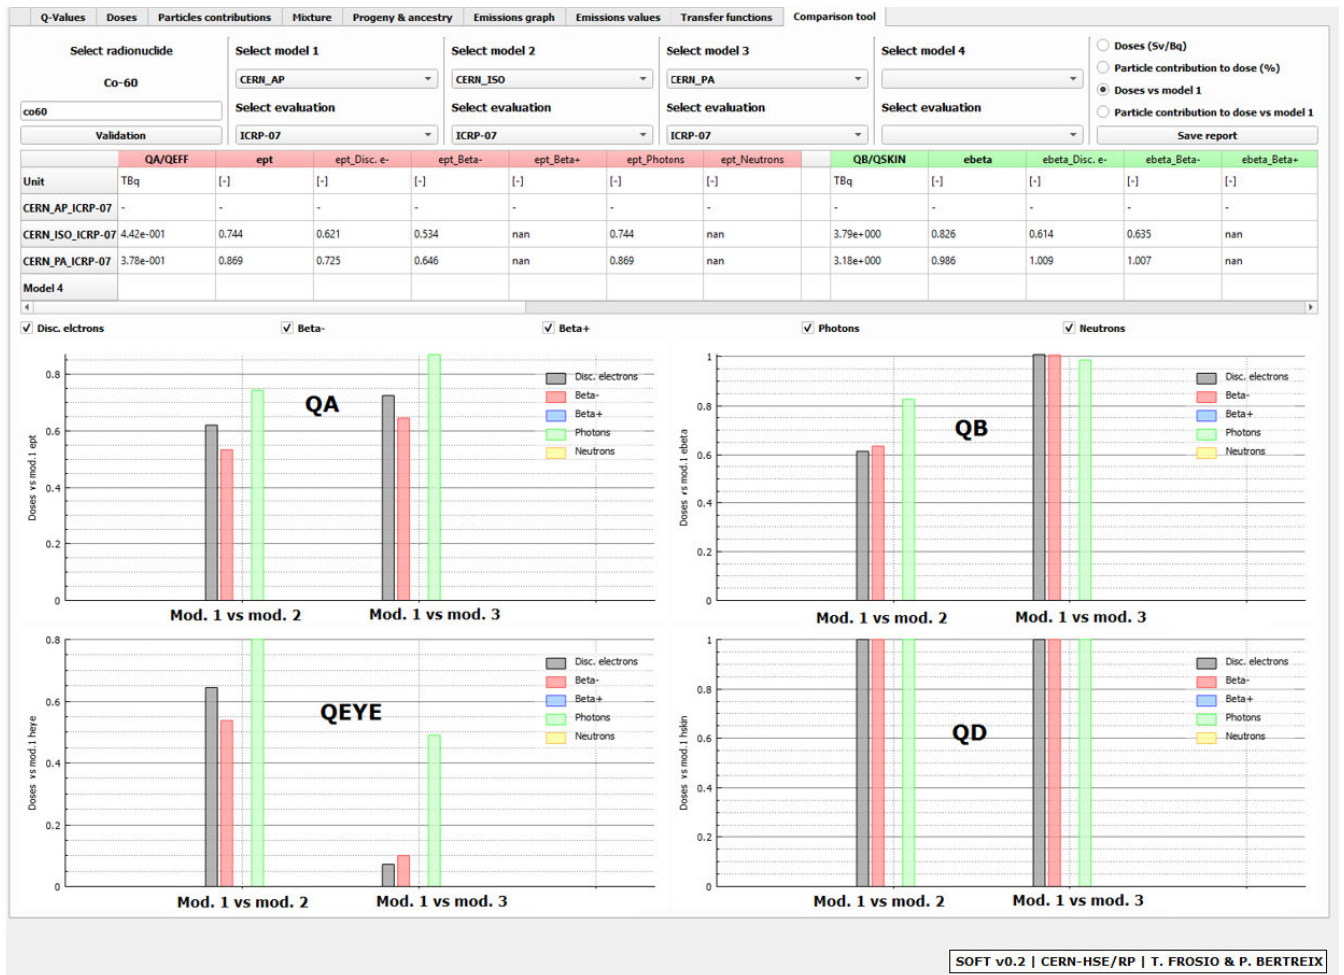 Q-Values Doses Particles contributions Mixture Progeny & ancestry Emissions graph Emissions values Transfer functions Comparison tool
Select radionuclide Select model 1 Select model 2 Select model 3 Select model 4 Doses (Sv/Bq)
Co-60 CERN_AP CERN_ISO CERN_PA Particle contribution to dose (%)
Doses vs model 1
co60 Select evaluation Select evaluation Select evaluation Select evaluation Particle contribution to dose vs model 1
Validation ICRP-07 ICRP-07 ICRP-07 Save report
QA/QEFF ept ept_Disc. e- ept_Beta- ept_Beta+ ept_Photons ept_Neutrons QB/QSKIN ebeta ebeta_Disc. e- ebeta_Beta- ebeta_Beta+
Unit TBq [-] [-] [-] [-] [-] [-] TBq [-] [-] [-] [-]
CERN_AP_ICRP-07 - - - - - - - - - - - -
CERN_ISO_ICRP-07 4.42e-001 0.744 0.621 0.534 nan 0.744 nan 3.79e+000 0.826 0.614 0.635 nan
CERN_PA_ICRP-07 3.78e-001 0.869 0.725 0.646 nan 0.869 nan 3.18e+000 0.986 1.009 1.007 nan
Model 4
Disc. elctrons Beta- Beta+ Photons Neutrons
Doses vs mod.1 ept
0.8
0.6
0.4
0.2
0
QA
Disc. electrons
Beta-
Beta+
Photons
Neutrons
Mod. 1 vs mod. 2 Mod. 1 vs mod. 3
Doses vs mod.1 ebeta
1
0.8
0.6
0.4
0.2
0
QB
Disc. electrons
Beta-
Beta+
Photons
Neutrons
Mod. 1 vs mod. 2 Mod. 1 vs mod. 3
Doses vs mod.1 heye
0.8
0.6
0.4
0.2
0
QEYE
Disc. electrons
Beta-
Beta+
Photons
Neutrons
Mod. 1 vs mod. 2 Mod. 1 vs mod. 3
Doses vs mod.1 hskin
1
0.8
0.6
0.4
0.2
0
QD
Disc. electrons
Beta-
Beta+
Photons
Neutrons
Mod. 1 vs mod. 2 Mod. 1 vs mod. 3
SOFT v0.2 | CERN-HSE/RP | T. FROSIO & P. BERTREIX